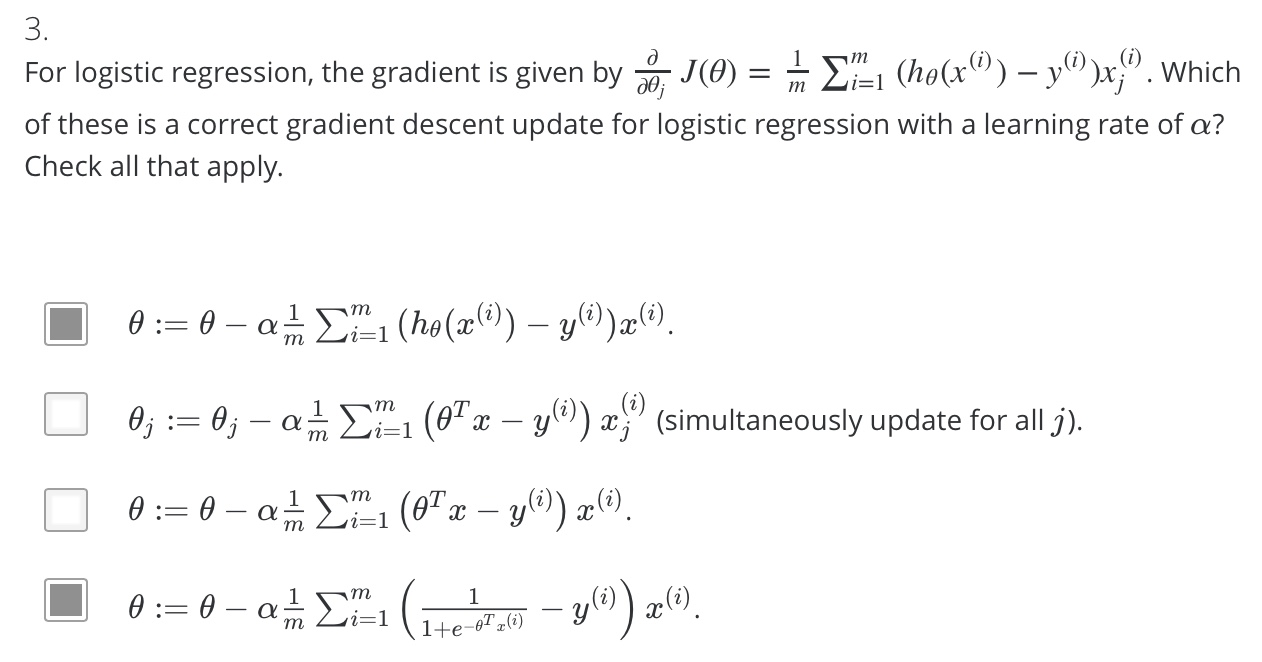 3.
For logistic regression, the gradient is given by $\frac{\partial}{\partial\theta_j} J(\theta) = \frac{1}{m} \sum_{i=1}^{m} (h_\theta(x^{(i)}) - y^{(i)})x_j^{(i)}$. Which
of these is a correct gradient descent update for logistic regression with a learning rate of $\alpha$?
Check all that apply.
$\theta := \theta - \alpha\frac{1}{m} \sum_{i=1}^{m} (h_\theta(x^{(i)}) - y^{(i)})x^{(i)}$.
$\theta_j := \theta_j - \alpha\frac{1}{m} \sum_{i=1}^{m} (\theta^T x - y^{(i)}) x_j^{(i)}$ (simultaneously update for all $j$).
$\theta := \theta - \alpha\frac{1}{m} \sum_{i=1}^{m} (\theta^T x - y^{(i)}) x^{(i)}$.
$\theta := \theta - \alpha\frac{1}{m} \sum_{i=1}^{m} \left(\frac{1}{1+e^{-\theta^T x^{(i)}}} - y^{(i)}\right) x^{(i)}$.